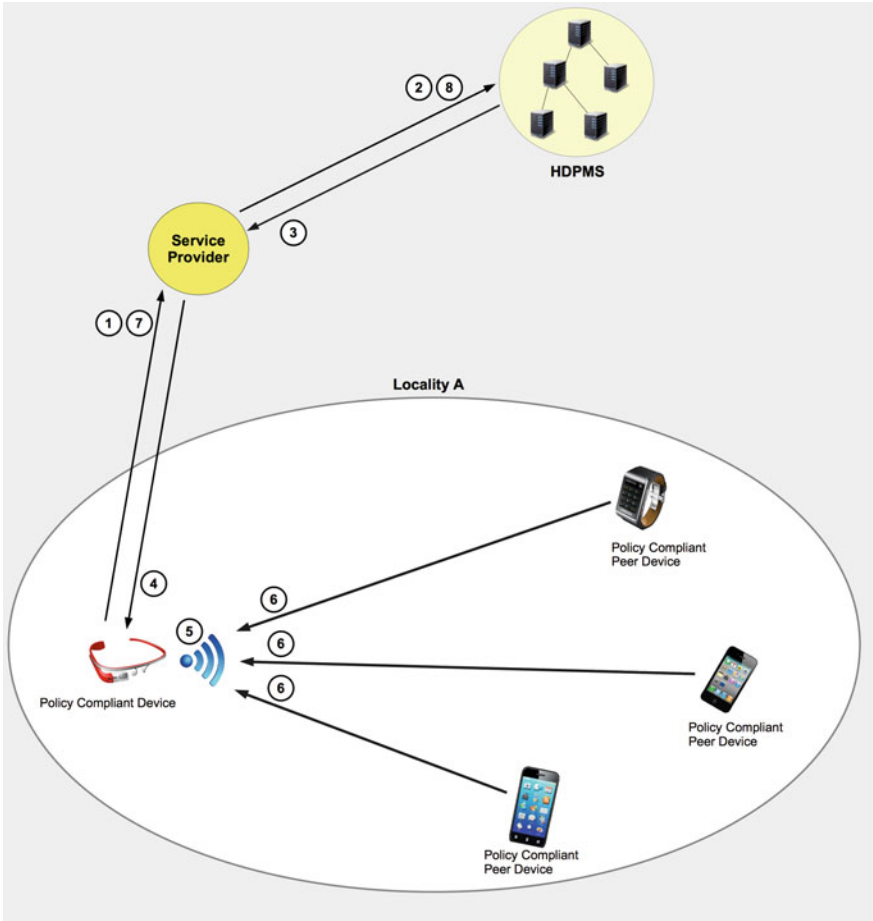 2 8
HDPMS
3
Service
Provider
1 7
Locality A
Policy Compliant
Peer Device
4
6
5
6
6
Policy Compliant Device
Policy Compliant
Peer Device
Policy Compliant
Peer Device